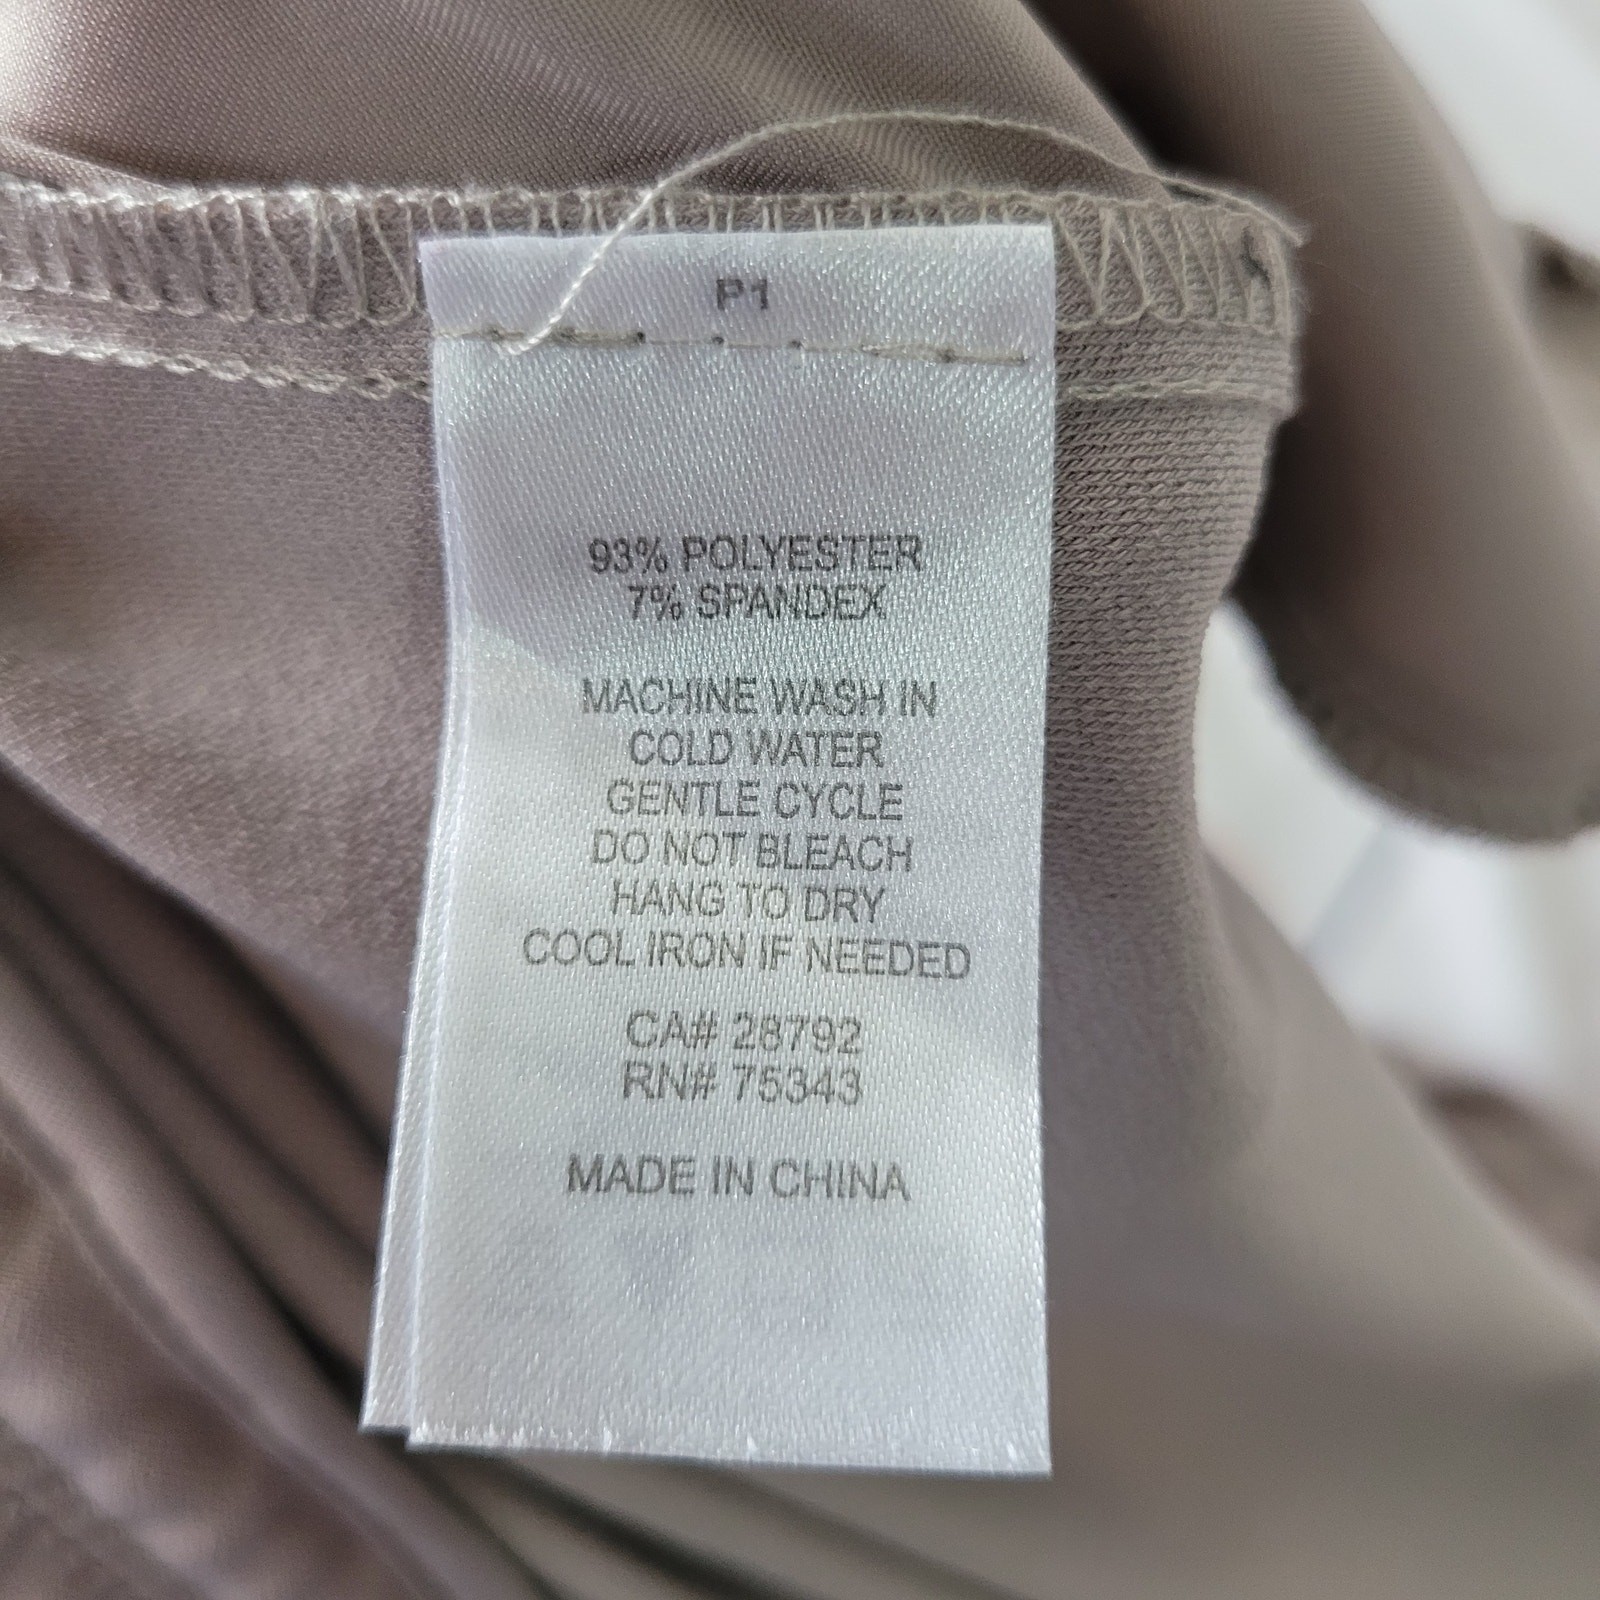 P1
93% POLYESTER
7% SPANDEX
MACHINE WASH IN
COLD WATER
GENTLE CYCLE
DO NOT BLEACH
HANG TO DRY
COOL IRON IF NEEDED
CA# 28792
RN# 75343
MADE IN CHINA